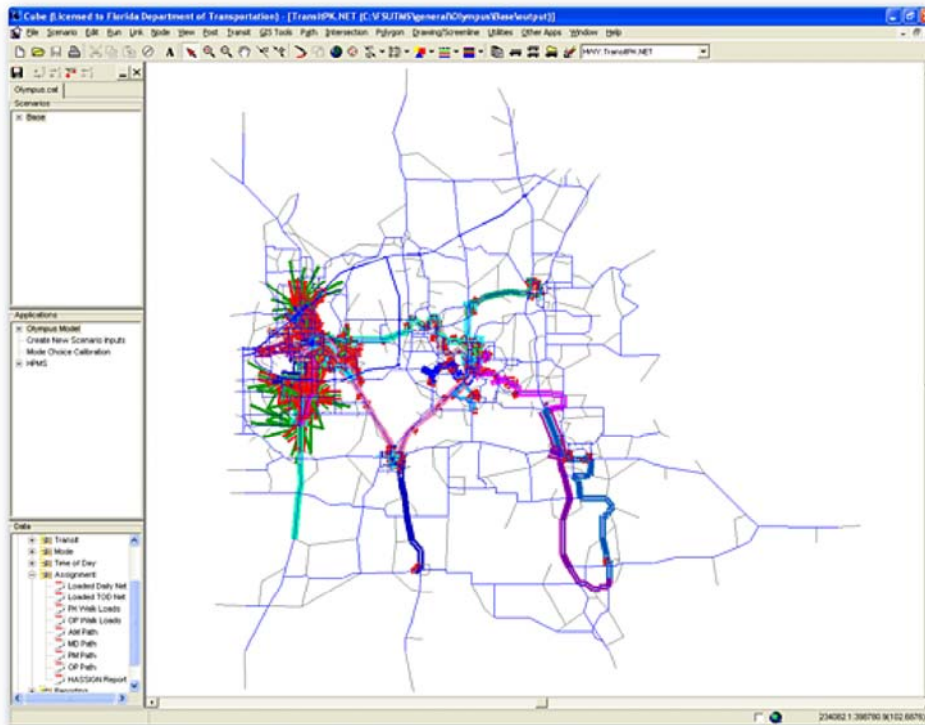 Cube (Licensed to Florida Department of Transportation) - [TransitPK.NET (C:\FSUTMS\general\Olympus\Base\output)]
File Scenario Edit Run Link Node View Post Transit GIS Tools Path Intersection Polygon Drawing/Screenline Utilities Other Apps Window Help
A
HWY:TransitPK.NET
Olympus.cat
Scenarios
Base
Applications
Olympus Model
Create New Scenario Inputs
Mode Choice Calibration
HPMS
Data
Transit
Mode
Time of Day
Assignment
Loaded Daily Net
Loaded TOD Net
PK Walk Loads
OP Walk Loads
AM Path
MD Path
PM Path
OP Path
HASSIGN Report
Reporting